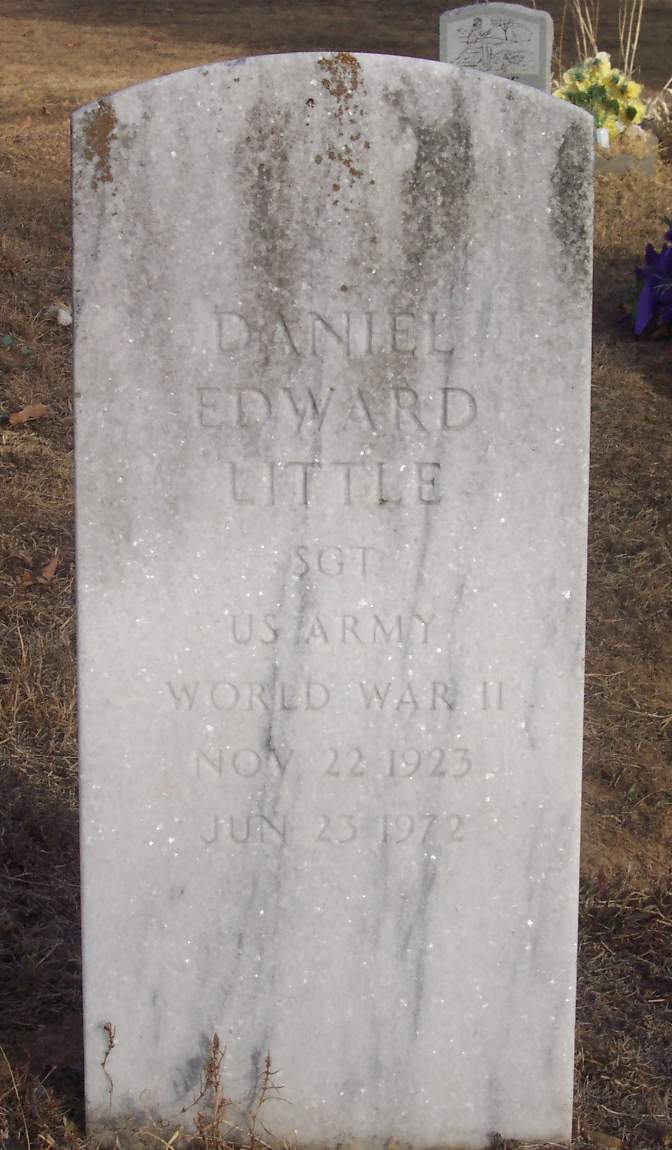 DANIEL
EDWARD
LITTLE
SGT
US ARMY
WORLD WAR II
NOV 22 1923
JUN 23 1972